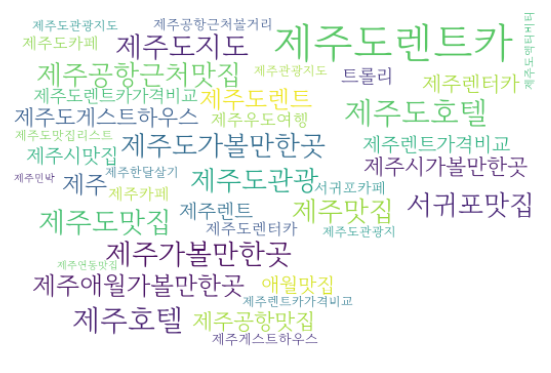 제주도관광지도
제주공항근처볼거리
제주도카페
제주도지도
제주도렌트카
제주도액티비티
제주공항근처맛집
제주관광지도
트롤리
제주렌터카
제주도렌트카가격비교
제주도렌트
제주도호텔
제주도게스트하우스
제주우도여행
제주도맛집리스트
제주도가볼만한곳
제주렌트가격비교
제주시맛집
제주한달살기
제주시가볼만한곳
제주민박
제주
제주카페
제주도관광
서귀포카페
서귀포맛집
제주도맛집
제주렌트
제주맛집
제주도렌터카
제주도관광지
제주가볼만한곳
제주연동맛집
제주애월가볼만한곳
애월맛집
제주렌트카가격비교
제주호텔
제주공항맛집
제주게스트하우스